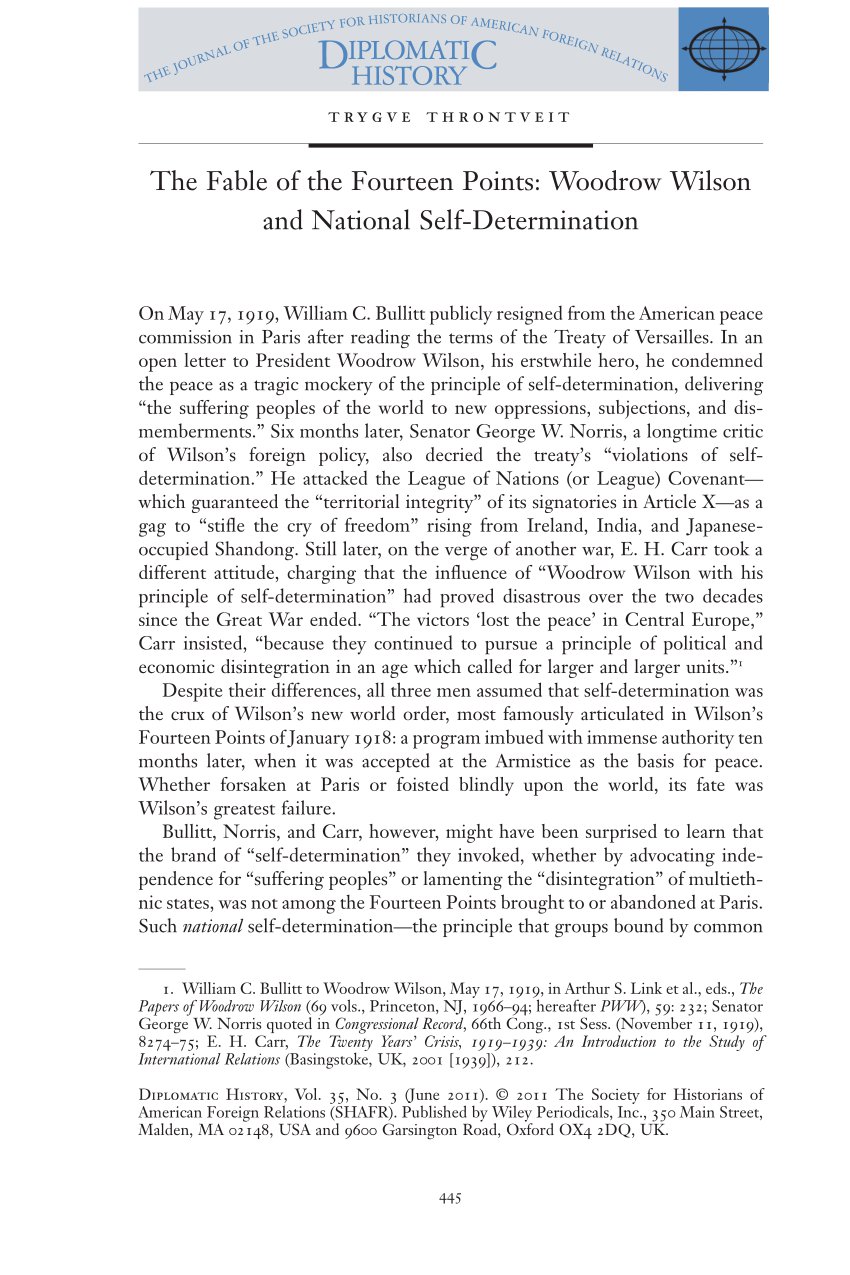 THE JOURNAL OF THE SOCIETY FOR HISTORIANS OF AMERICAN FOREIGN RELATIONS
DIPLOMATIC
HISTORY
TRYGVE THRONTVEIT
The Fable of the Fourteen Points: Woodrow Wilson
and National Self-Determination
On May 17, 1919, William C. Bullitt publicly resigned from the American peace
commission in Paris after reading the terms of the Treaty of Versailles. In an
open letter to President Woodrow Wilson, his erstwhile hero, he condemned
the peace as a tragic mockery of the principle of self-determination, delivering
“the suffering peoples of the world to new oppressions, subjections, and dis-
memberments.” Six months later, Senator George W. Norris, a longtime critic
of Wilson’s foreign policy, also decried the treaty’s “violations of self-
determination.” He attacked the League of Nations (or League) Covenant—
which guaranteed the “territorial integrity” of its signatories in Article X—as a
gag to “stifle the cry of freedom” rising from Ireland, India, and Japanese-
occupied Shandong. Still later, on the verge of another war, E. H. Carr took a
different attitude, charging that the influence of “Woodrow Wilson with his
principle of self-determination” had proved disastrous over the two decades
since the Great War ended. “The victors ‘lost the peace’ in Central Europe,”
Carr insisted, “because they continued to pursue a principle of political and
economic disintegration in an age which called for larger and larger units.”1
Despite their differences, all three men assumed that self-determination was
the crux of Wilson’s new world order, most famously articulated in Wilson’s
Fourteen Points of January 1918: a program imbued with immense authority ten
months later, when it was accepted at the Armistice as the basis for peace.
Whether forsaken at Paris or foisted blindly upon the world, its fate was
Wilson’s greatest failure.
Bullitt, Norris, and Carr, however, might have been surprised to learn that
the brand of “self-determination” they invoked, whether by advocating inde-
pendence for “suffering peoples” or lamenting the “disintegration” of multieth-
nic states, was not among the Fourteen Points brought to or abandoned at Paris.
Such national self-determination—the principle that groups bound by common
1. William C. Bullitt to Woodrow Wilson, May 17, 1919, in Arthur S. Link et al., eds., The
Papers of Woodrow Wilson (69 vols., Princeton, NJ, 1966–94; hereafter PWW), 59: 232; Senator
George W. Norris quoted in Congressional Record, 66th Cong., 1st Sess. (November 11, 1919),
8274–75; E. H. Carr, The Twenty Years’ Crisis, 1919–1939: An Introduction to the Study of
International Relations (Basingstoke, UK, 2001 [1939]), 212.
DIPLOMATIC HISTORY, Vol. 35, No. 3 (June 2011). © 2011 The Society for Historians of
American Foreign Relations (SHAFR). Published by Wiley Periodicals, Inc., 350 Main Street,
Malden, MA 02148, USA and 9600 Garsington Road, Oxford OX4 2DQ, UK.
445